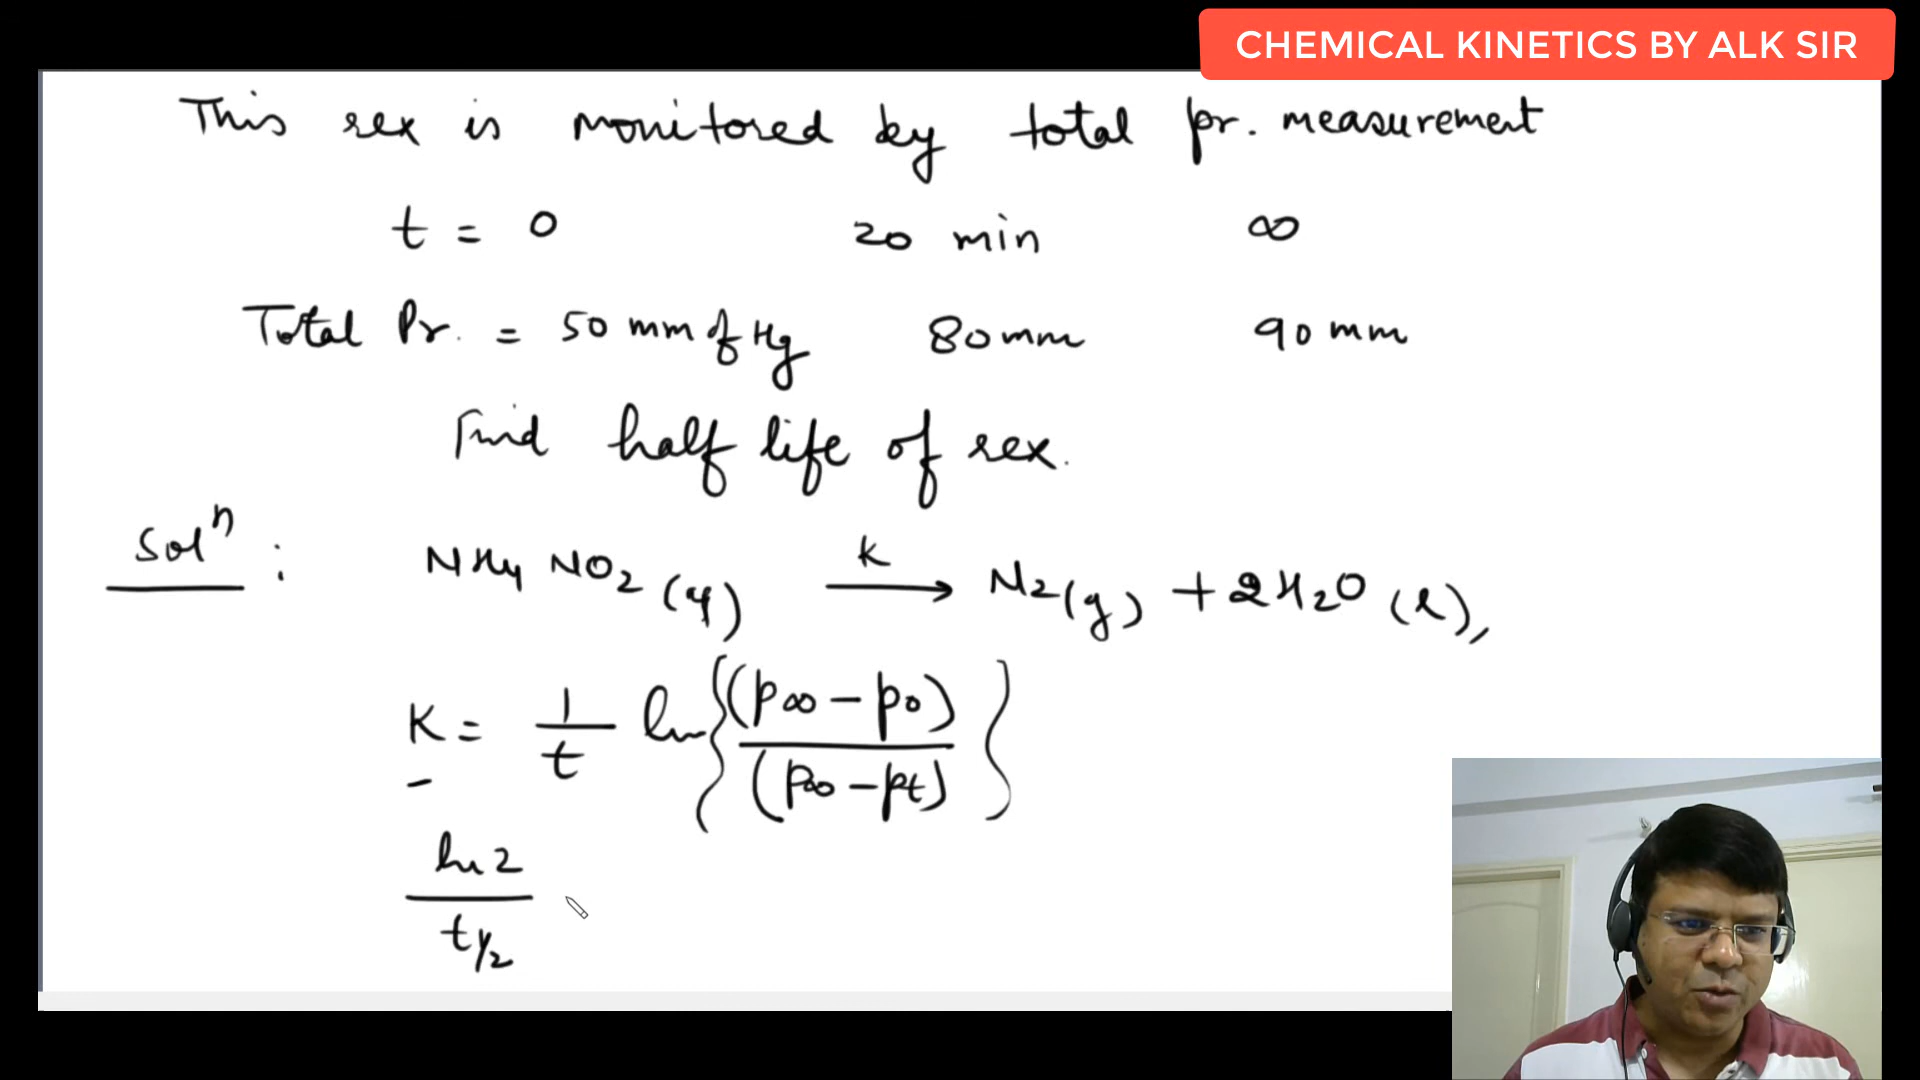 CHEMICAL KINETICS BY ALK SIR
This rex is monitored by total pr. measurement
t = 0 20 min ∞
Total Pr. = 50 mm of Hg 80 mm 90 mm
Find half life of rex.
Solⁿ : NH4NO2 (q) K → N2(g) + 2H2O (l),
K = 1/t ln {(p∞ - p0)/(p∞ - pt)}
ln 2/t1/2